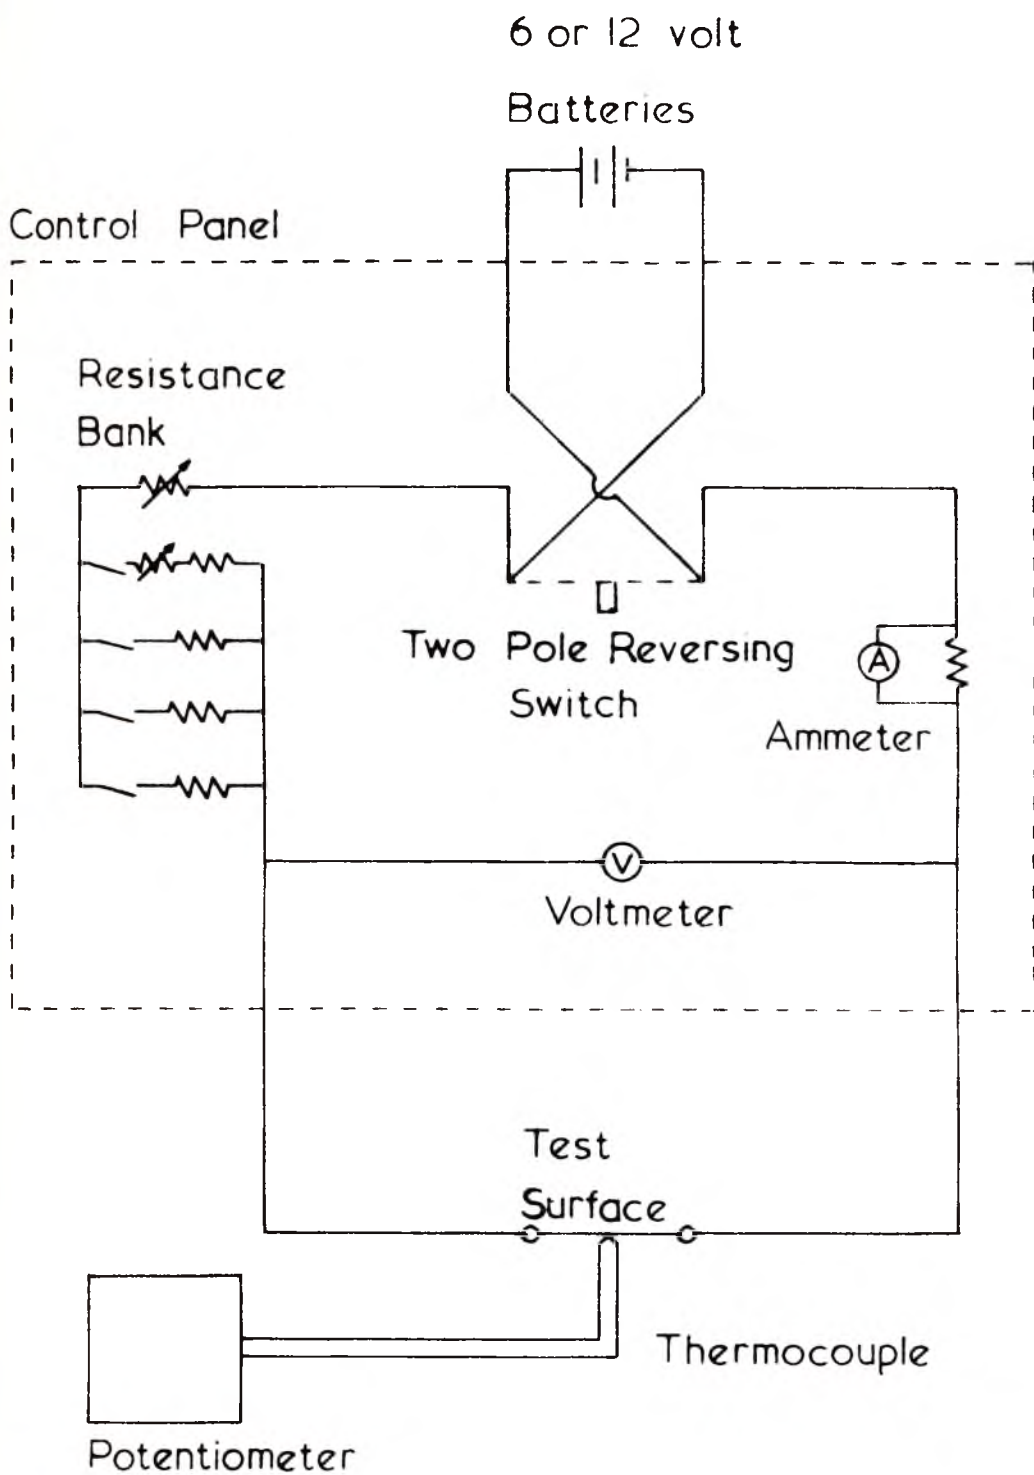 6 or 12 volt
Batteries
Control Panel
Resistance
Bank
Two Pole Reversing
Switch
A
Ammeter
V
Voltmeter
Test
Surface
Thermocouple
Potentiometer